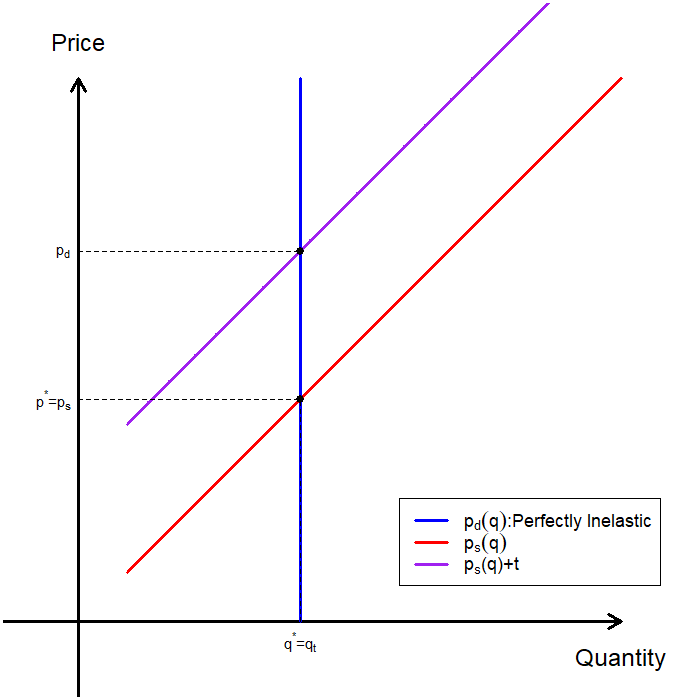 Price
p_d
p*=p_s
q*=q_t
Quantity
p_d(q):Perfectly Inelastic
p_s(q)
p_s(q)+t